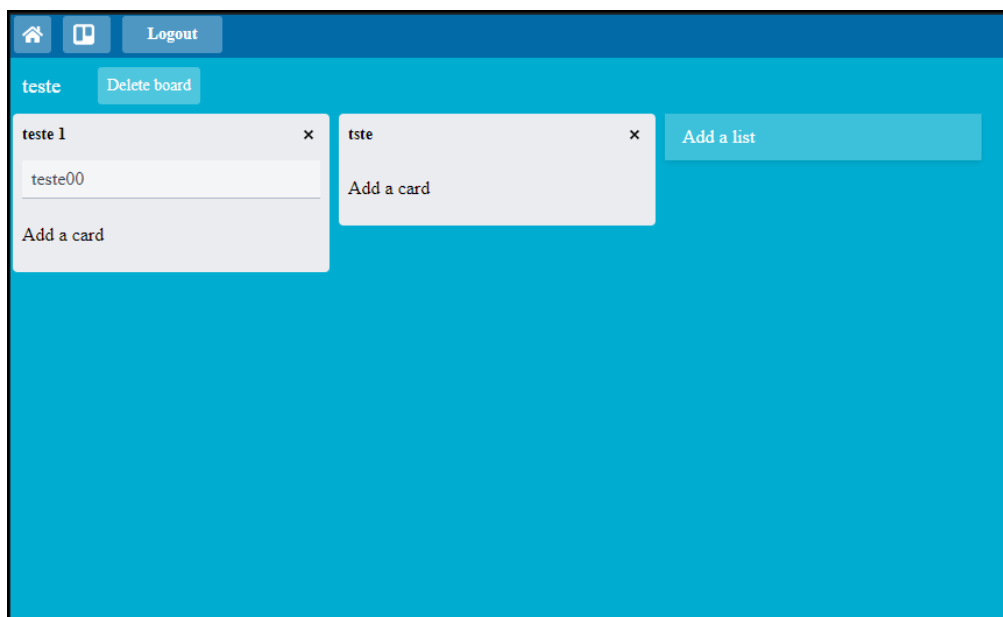 Logout
teste
Delete board
teste 1 ×
teste00
Add a card
tste ×
Add a card
Add a list